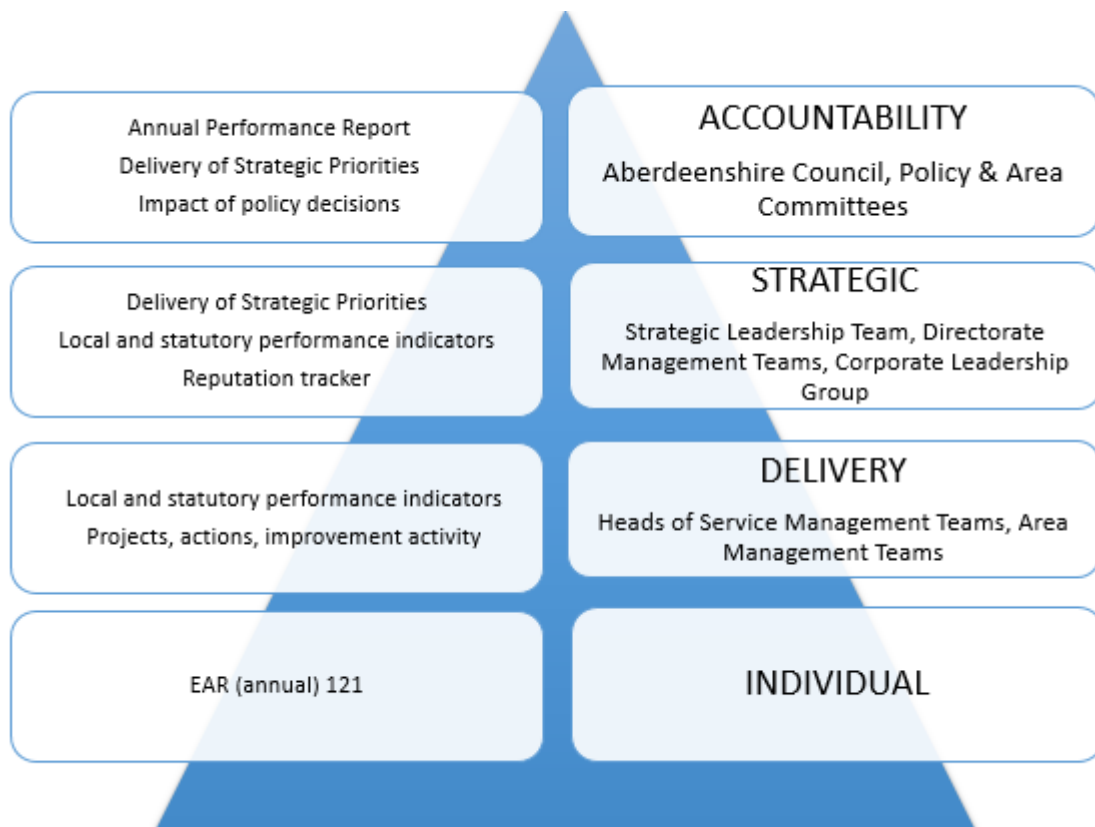 Annual Performance Report
Delivery of Strategic Priorities
Impact of policy decisions
ACCOUNTABILITY
Aberdeenshire Council, Policy & Area
Committees
Delivery of Strategic Priorities
Local and statutory performance indicators
Reputation tracker
STRATEGIC
Strategic Leadership Team, Directorate
Management Teams, Corporate Leadership
Group
Local and statutory performance indicators
Projects, actions, improvement activity
DELIVERY
Heads of Service Management Teams, Area
Management Teams
EAR (annual) 121
INDIVIDUAL